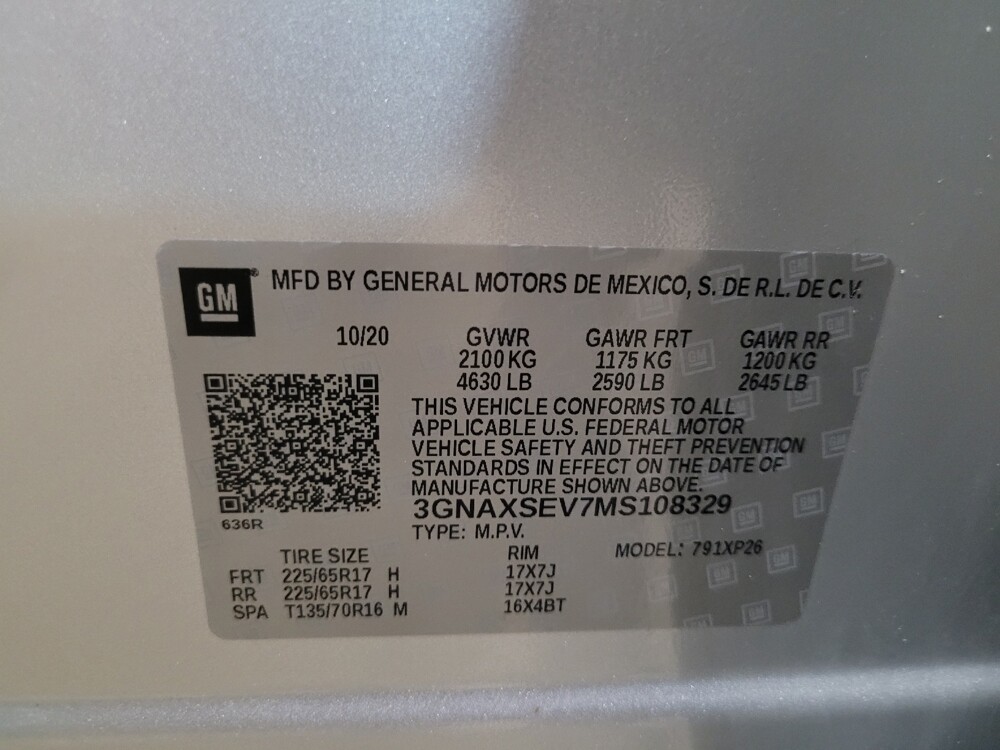 GM® MFD BY GENERAL MOTORS DE MEXICO, S. DE R.L. DE C.V.
10/20 GVWR GAWR FRT GAWR RR
2100 KG 1175 KG 1200 KG
4630 LB 2590 LB 2645 LB
THIS VEHICLE CONFORMS TO ALL
APPLICABLE U.S. FEDERAL MOTOR
VEHICLE SAFETY AND THEFT PREVENTION
STANDARDS IN EFFECT ON THE DATE OF
MANUFACTURE SHOWN ABOVE.
3GNAXSEV7MS108329
636R
TYPE: M.P.V.
TIRE SIZE RIM MODEL: 791XP26
FRT 225/65R17 H 17X7J
RR 225/65R17 H 17X7J
SPA T135/70R16 M 16X4BT